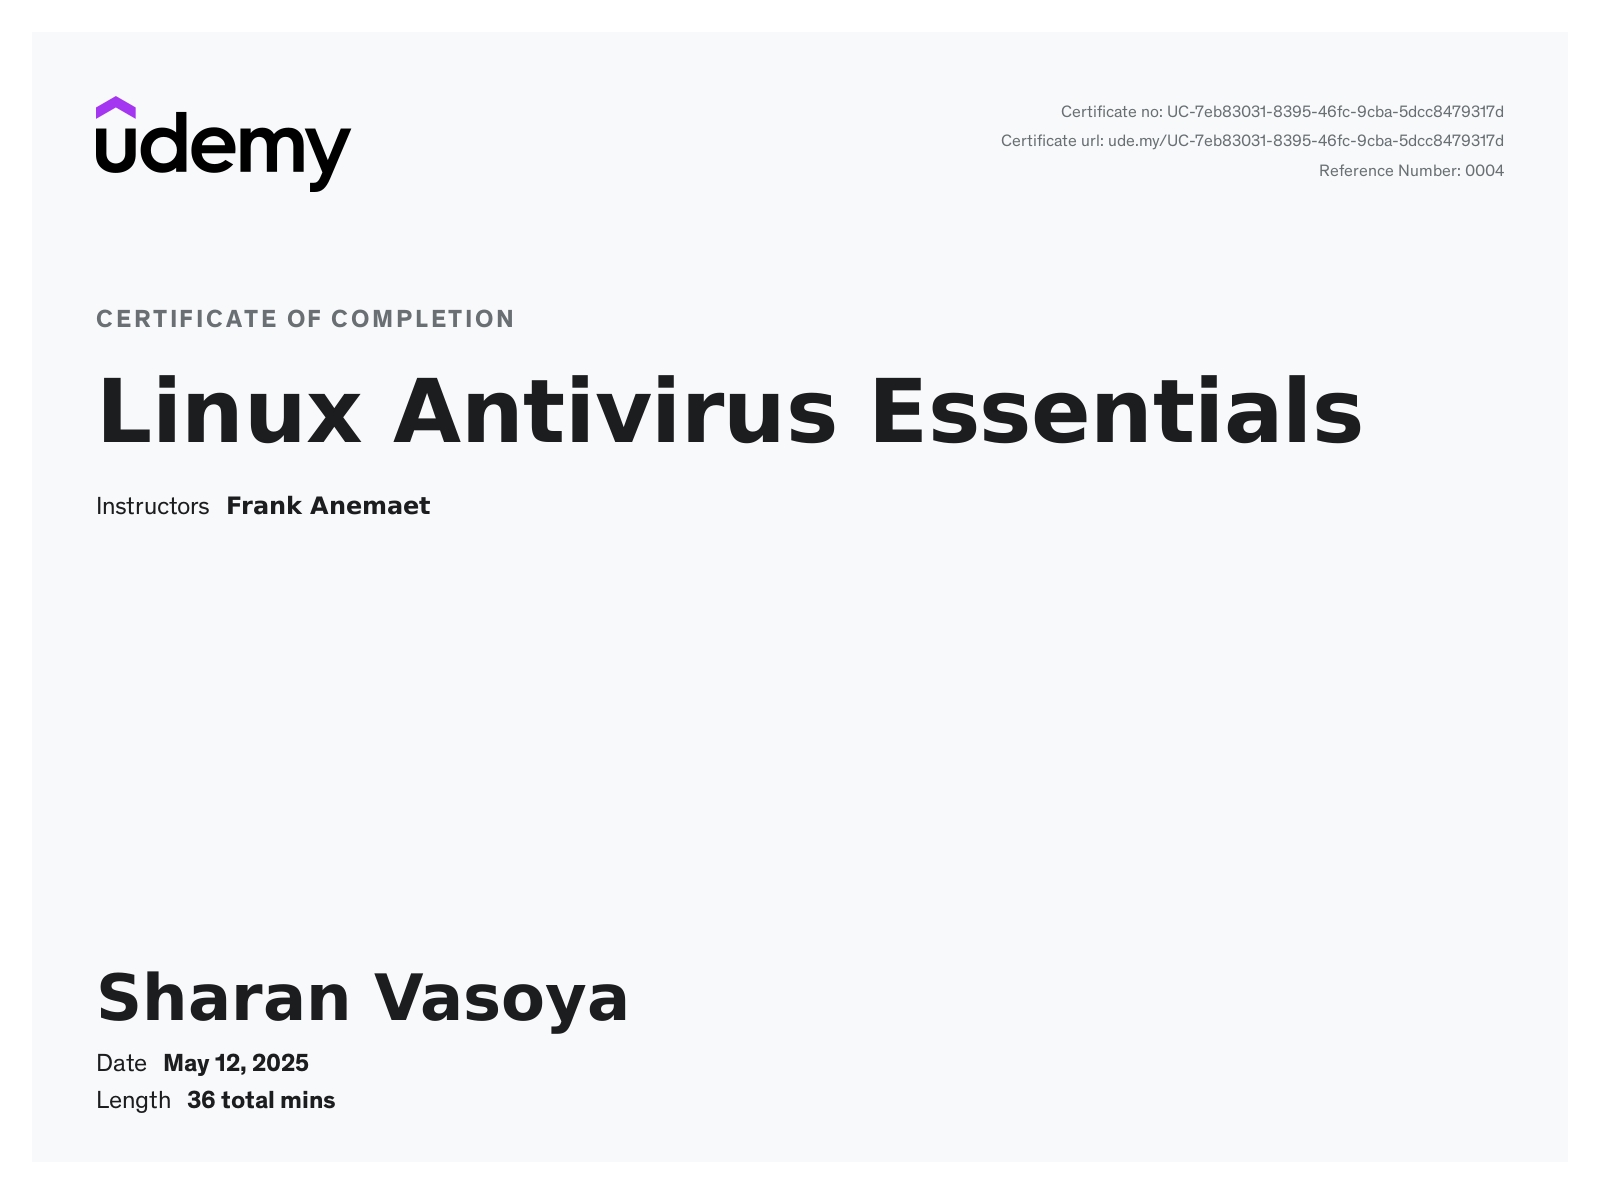 udemy
Certificate no: UC-7eb83031-8395-46fc-9cba-5dcc8479317d
Certificate url: ude.my/UC-7eb83031-8395-46fc-9cba-5dcc8479317d
Reference Number: 0004
CERTIFICATE OF COMPLETION
Linux Antivirus Essentials
Instructors Frank Anemaet
Sharan Vasoya
Date May 12, 2025
Length 36 total mins